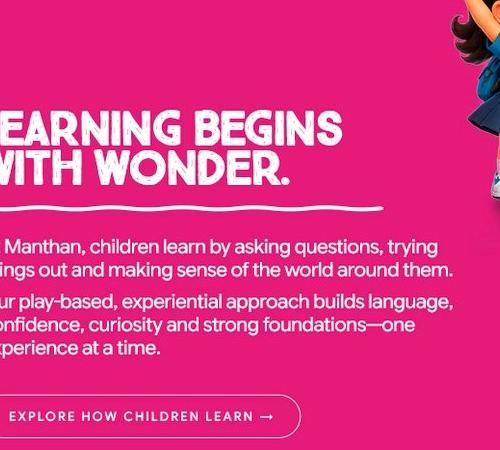 EARNING BEGINS
WITH WONDER.
Manthan, children learn by asking questions, trying
ings out and making sense of the world around them.
ur play-based, experiential approach builds language,
onfidence, curiosity and strong foundations—one
xperience at a time.
EXPLORE HOW CHILDREN LEARN →